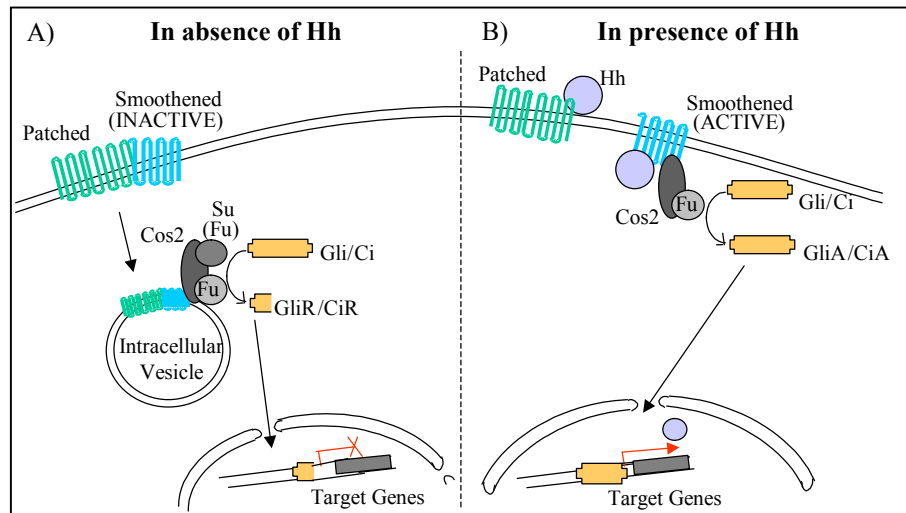 A)
In absence of Hh
Patched
Smoothened
(INACTIVE)
Cos2
Su
(Fu)
Fu
Gli/Ci
GliR/CiR
Intracellular
Vesicle
Target Genes
B)
In presence of Hh
Patched
Hh
Smoothened
(ACTIVE)
Cos2
Fu
Gli/Ci
GliA/CiA
Target Genes